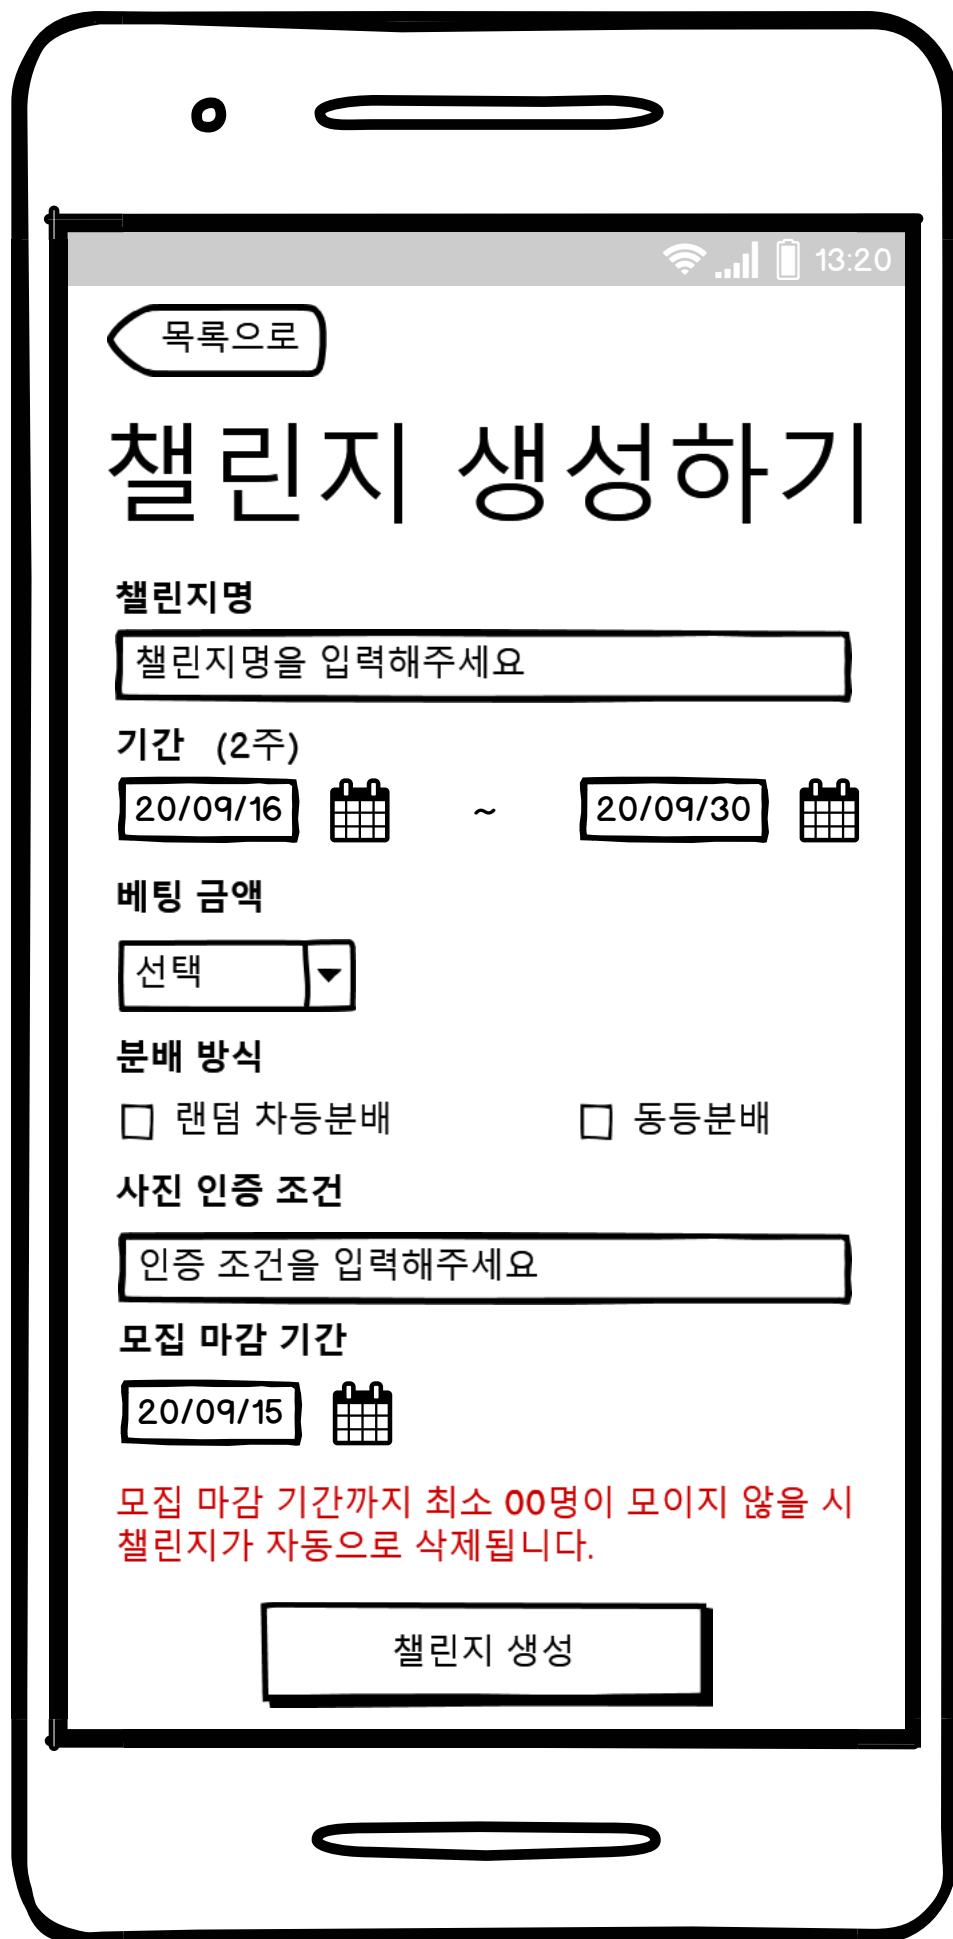 13:20
목록으로
챌린지 생성하기
챌린지명
챌린지명을 입력해주세요
기간 (2주)
20/09/16 ~ 20/09/30
베팅 금액
선택
분배 방식
랜덤 차등분배 동등분배
사진 인증 조건
인증 조건을 입력해주세요
모집 마감 기간
20/09/15
모집 마감 기간까지 최소 00명이 모이지 않을 시
챌린지가 자동으로 삭제됩니다.
챌린지 생성